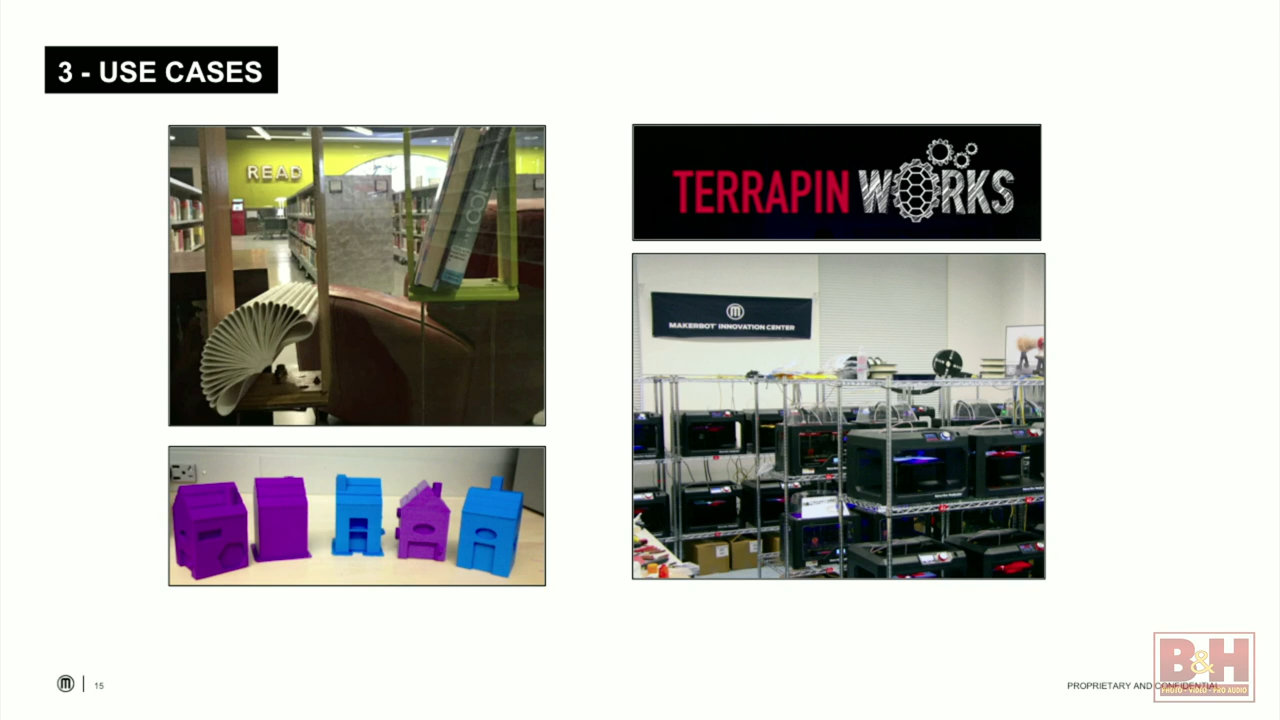 3 - USE CASES
READ
TERRAPIN WORKS
MAKERBOT INNOVATION CENTER
15
PROPRIETARY AND CONFIDENTIAL
B&H
PHOTO - VIDEO - PRO AUDIO